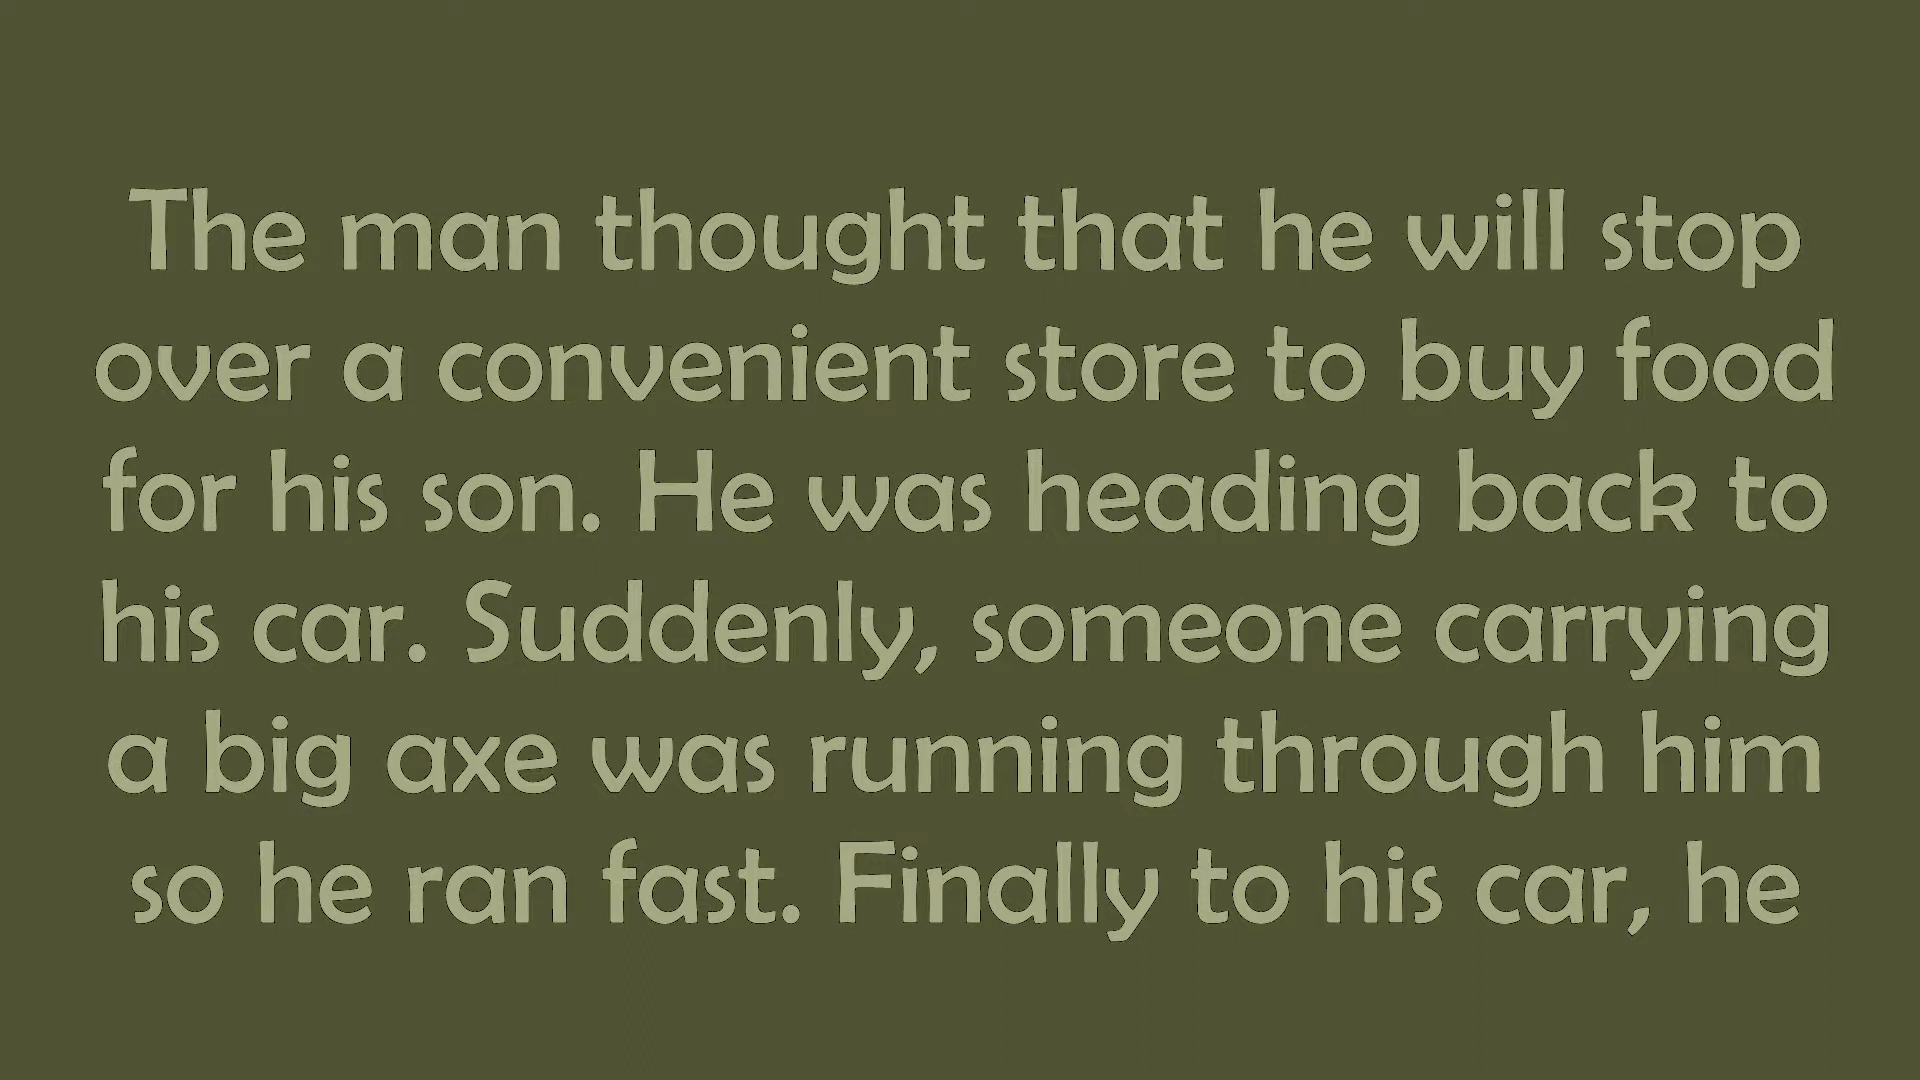 The man thought that he will stop
over a convenient store to buy food
for his son. He was heading back to
his car. Suddenly, someone carrying
a big axe was running through him
so he ran fast. Finally to his car, he